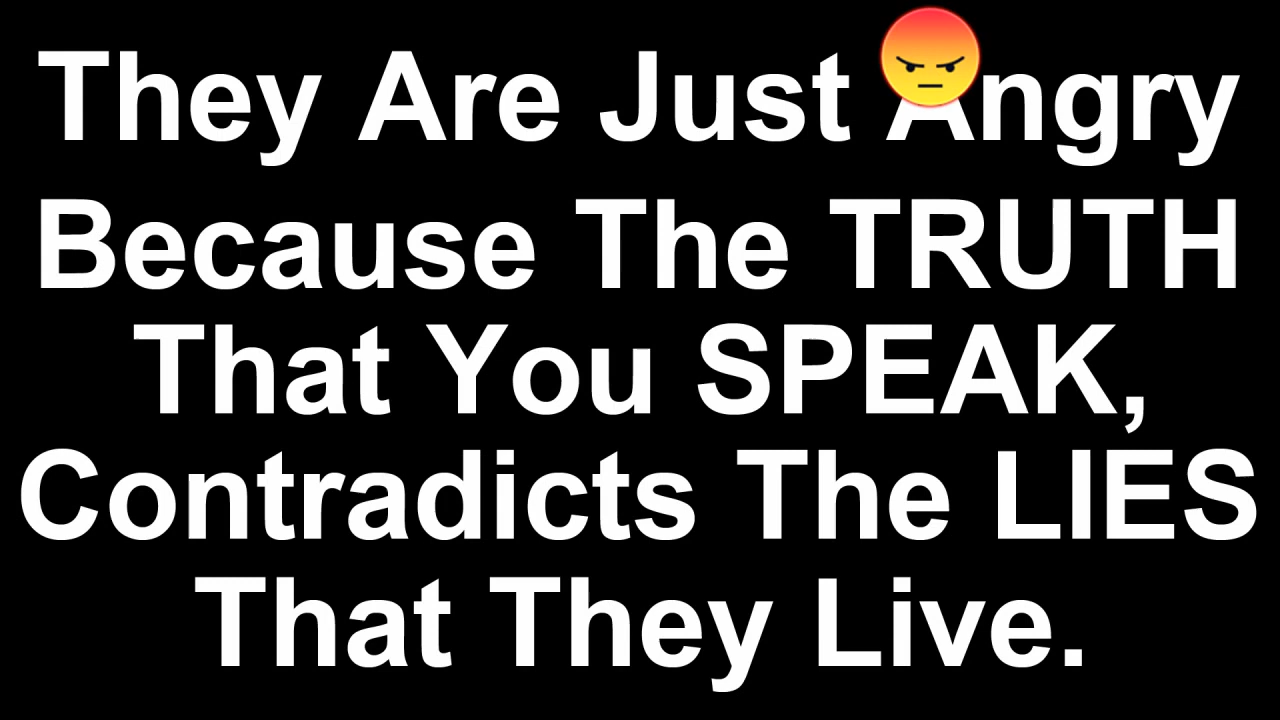 They Are Just Angry
Because The TRUTH
That You SPEAK,
Contradicts The LIES
That They Live.